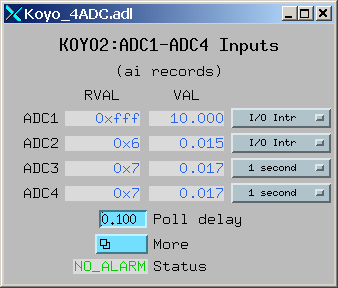 Koyo_4ADC.adl
KOYO2:ADC1-ADC4 Inputs
(ai records)
RVAL VAL
ADC1 0xfff 10.000 I/O Intr
ADC2 0x6 0.015 I/O Intr
ADC3 0x7 0.017 1 second
ADC4 0x7 0.017 1 second
0.100 Poll delay
More
NO_ALARM Status